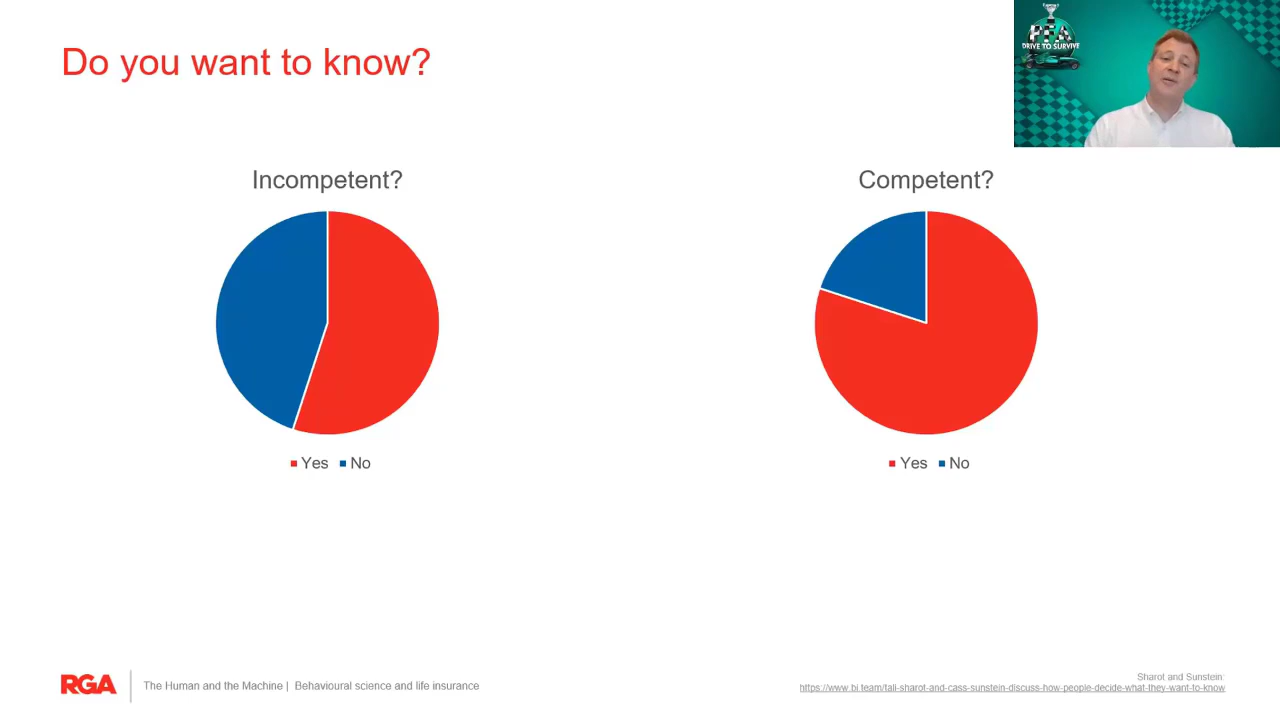 Do you want to know?
PFA
DRIVE TO SURVIVE
Incompetent?
Competent?
Yes No
Yes No
RGA
The Human and the Machine | Behavioural science and life insurance
Sharot and Sunstein:
https://www.bi.team/tali-sharot-and-cass-sunstein-discuss-how-people-decide-what-they-want-to-know